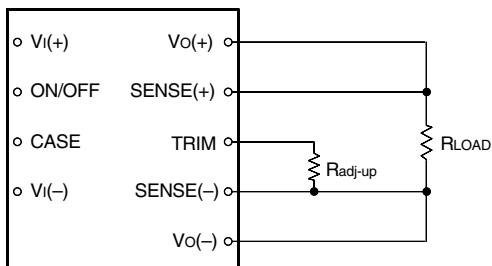 VI(+) VO(+)
ON/OFF SENSE(+)
CASE TRIM
RLOAD
Radj-up
VI(–) SENSE(–)
VO(–)